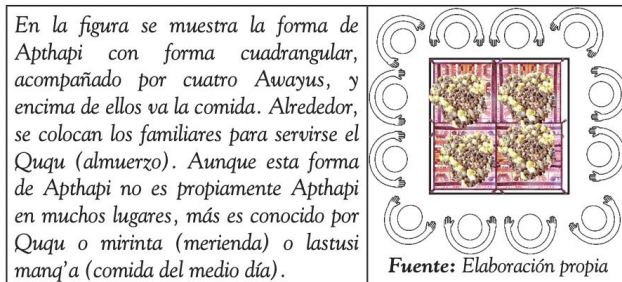 En la figura se muestra la forma de
Apthapi con forma cuadrangular,
acompañado por cuatro Awayus, y
encima de ellos va la comida. Alrededor,
se colocan los familiares para servirse el
Ququ (almuerzo). Aunque esta forma
de Apthapi no es propiamente Apthapi
en muchos lugares, más es conocido por
Ququ o mirinta (merienda) o lastusi
manq'a (comida del medio día).
Fuente: Elaboración propia